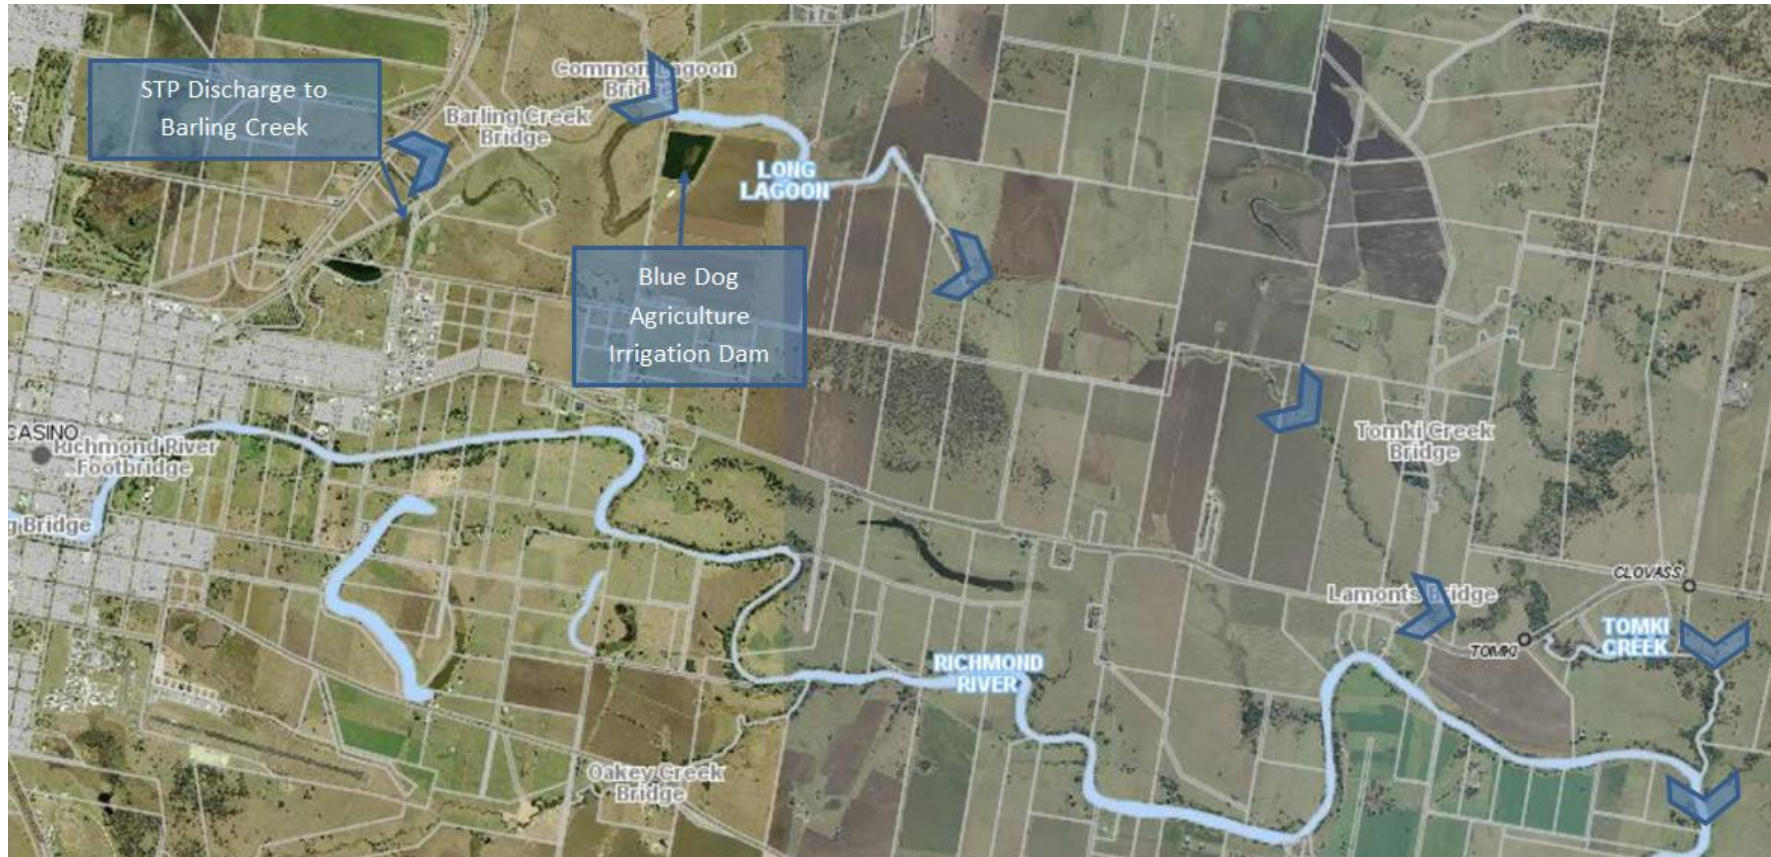 STP Discharge to
Barling Creek
Common Lagoon
Bridge
Barling Creek
Bridge
LONG
LAGOON
Blue Dog
Agriculture
Irrigation Dam
CASINO
Richmond River
Footbridge
g Bridge
Tomki Creek
Bridge
CLOVASS
Lamonts Bridge
TOMKI
TOMKI
CREEK
RICHMOND
RIVER
Oakey Creek
Bridge